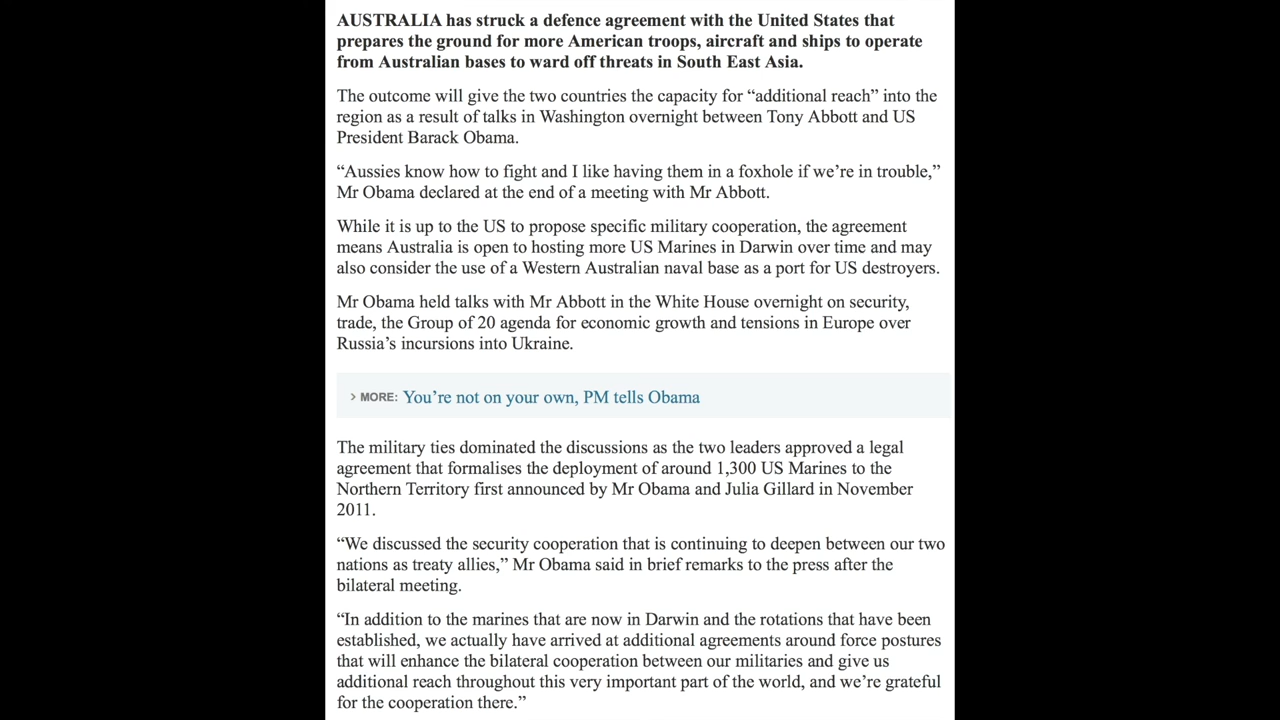 AUSTRALIA has struck a defence agreement with the United States that
prepares the ground for more American troops, aircraft and ships to operate
from Australian bases to ward off threats in South East Asia.
The outcome will give the two countries the capacity for “additional reach” into the
region as a result of talks in Washington overnight between Tony Abbott and US
President Barack Obama.
“Aussies know how to fight and I like having them in a foxhole if we’re in trouble,”
Mr Obama declared at the end of a meeting with Mr Abbott.
While it is up to the US to propose specific military cooperation, the agreement
means Australia is open to hosting more US Marines in Darwin over time and may
also consider the use of a Western Australian naval base as a port for US destroyers.
Mr Obama held talks with Mr Abbott in the White House overnight on security,
trade, the Group of 20 agenda for economic growth and tensions in Europe over
Russia’s incursions into Ukraine.
> MORE: You’re not on your own, PM tells Obama
The military ties dominated the discussions as the two leaders approved a legal
agreement that formalises the deployment of around 1,300 US Marines to the
Northern Territory first announced by Mr Obama and Julia Gillard in November
2011.
“We discussed the security cooperation that is continuing to deepen between our two
nations as treaty allies,” Mr Obama said in brief remarks to the press after the
bilateral meeting.
“In addition to the marines that are now in Darwin and the rotations that have been
established, we actually have arrived at additional agreements around force postures
that will enhance the bilateral cooperation between our militaries and give us
additional reach throughout this very important part of the world, and we’re grateful
for the cooperation there.”